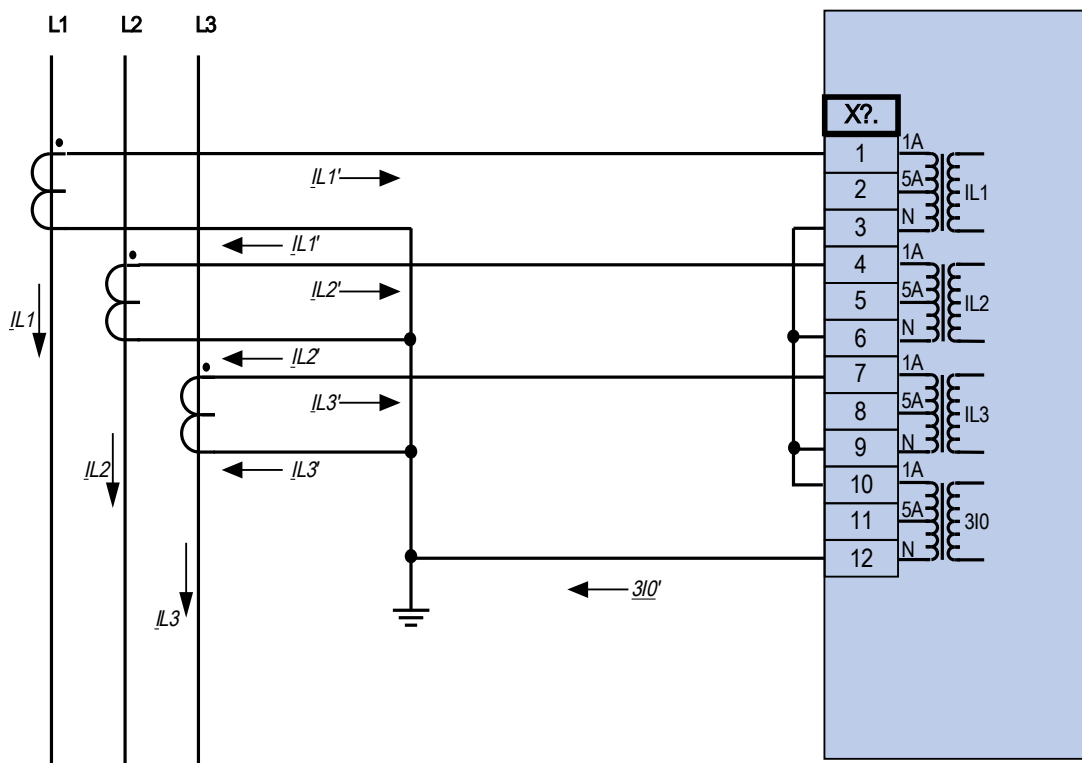 L1 L2 L3
X?.
1 1A
IL1'
2 5A IL1
3 N
IL1'
4 1A
IL2'
5 5A IL2
IL1
6 N
IL2'
7 1A
IL3'
8 5A IL3
9 N
IL2 IL3'
10 1A
11 5A 3I0
12 N
3I0'
IL3